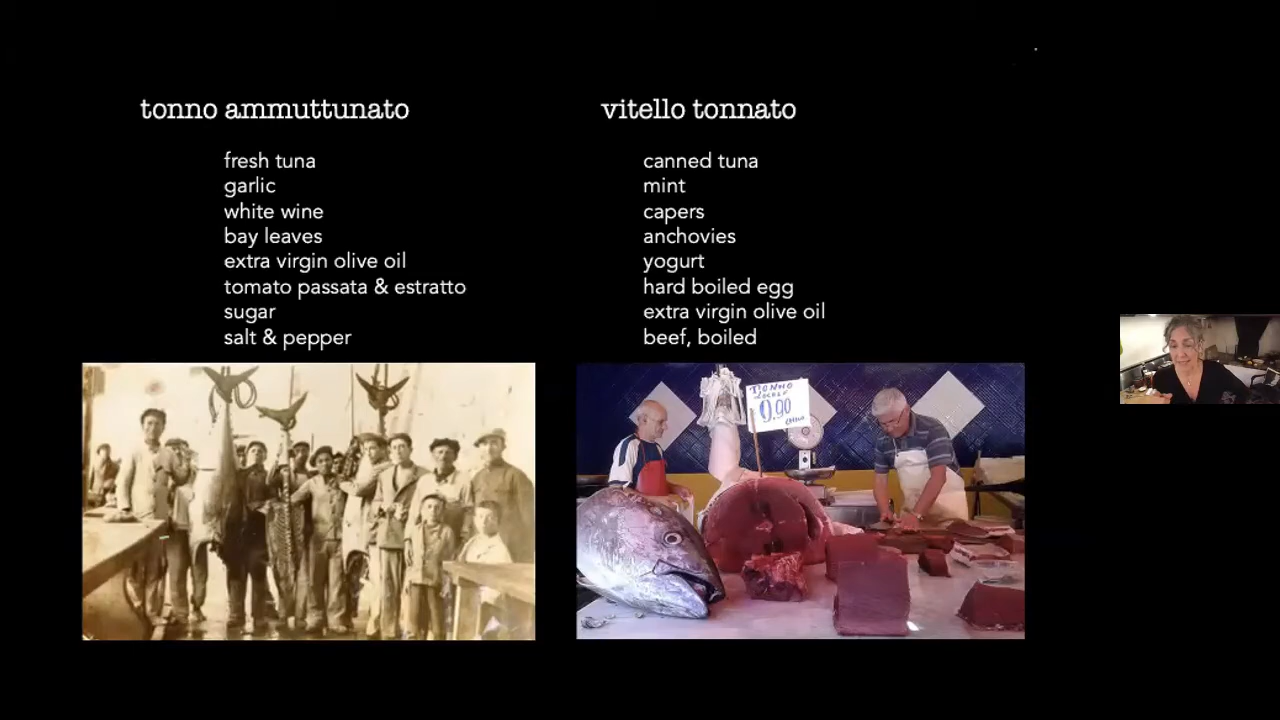 tonno ammuttunato
fresh tuna
garlic
white wine
bay leaves
extra virgin olive oil
tomato passata & estratto
sugar
salt & pepper
vitello tonnato
canned tuna
mint
capers
anchovies
yogurt
hard boiled egg
extra virgin olive oil
beef, boiled
TONNO
LOCALE
9.90